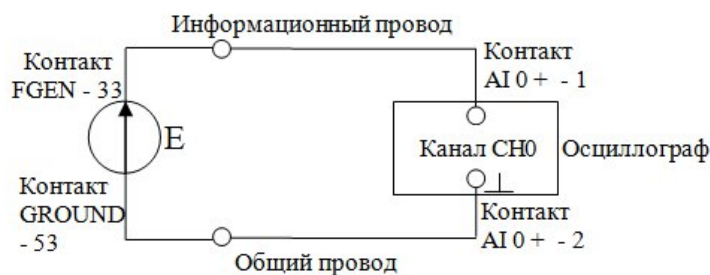 Информационный провод
Контакт
FGEN - 33
Контакт
AI 0 + - 1
E
Канал CH0
Осциллограф
Контакт
GROUND
- 53
Контакт
AI 0 + - 2
Общий провод